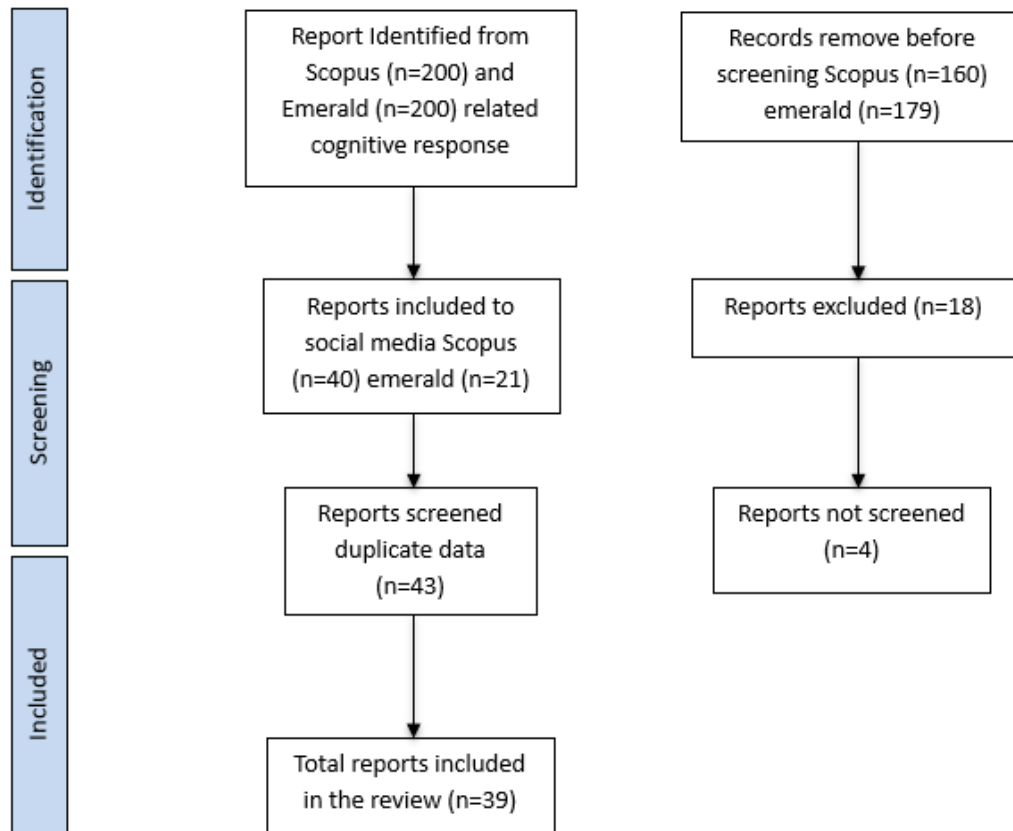 Identification
Report Identified from
Scopus (n=200) and
Emerald (n=200) related
cognitive response
Records remove before
screening Scopus (n=160)
emerald (n=179)
Screening
Reports included to
social media Scopus
(n=40) emerald (n=21)
Reports excluded (n=18)
Reports screened
duplicate data
(n=43)
Reports not screened
(n=4)
Included
Total reports included
in the review (n=39)